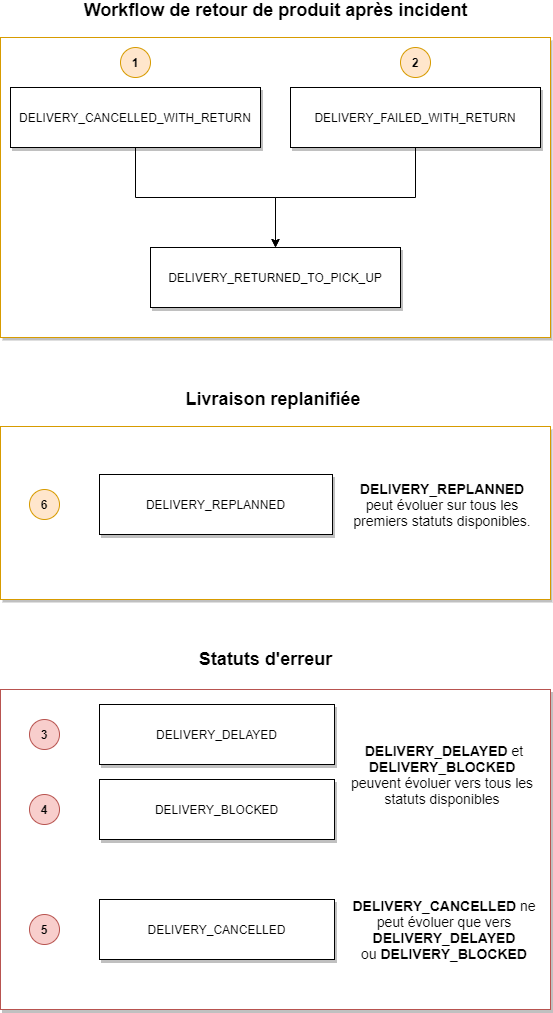 Workflow de retour de produit après incident
1
2
DELIVERY_CANCELLED_WITH_RETURN
DELIVERY_FAILED_WITH_RETURN
DELIVERY_RETURNED_TO_PICK_UP
Livraison replanifiée
6
DELIVERY_REPLANNED
DELIVERY_REPLANNED
peut évoluer sur tous les
premiers statuts disponibles.
Statuts d'erreur
3
DELIVERY_DELAYED
4
DELIVERY_BLOCKED
DELIVERY_DELAYED et
DELIVERY_BLOCKED
peuvent évoluer vers tous les
statuts disponibles
5
DELIVERY_CANCELLED
DELIVERY_CANCELLED ne
peut évoluer que vers
DELIVERY_DELAYED
ou DELIVERY_BLOCKED